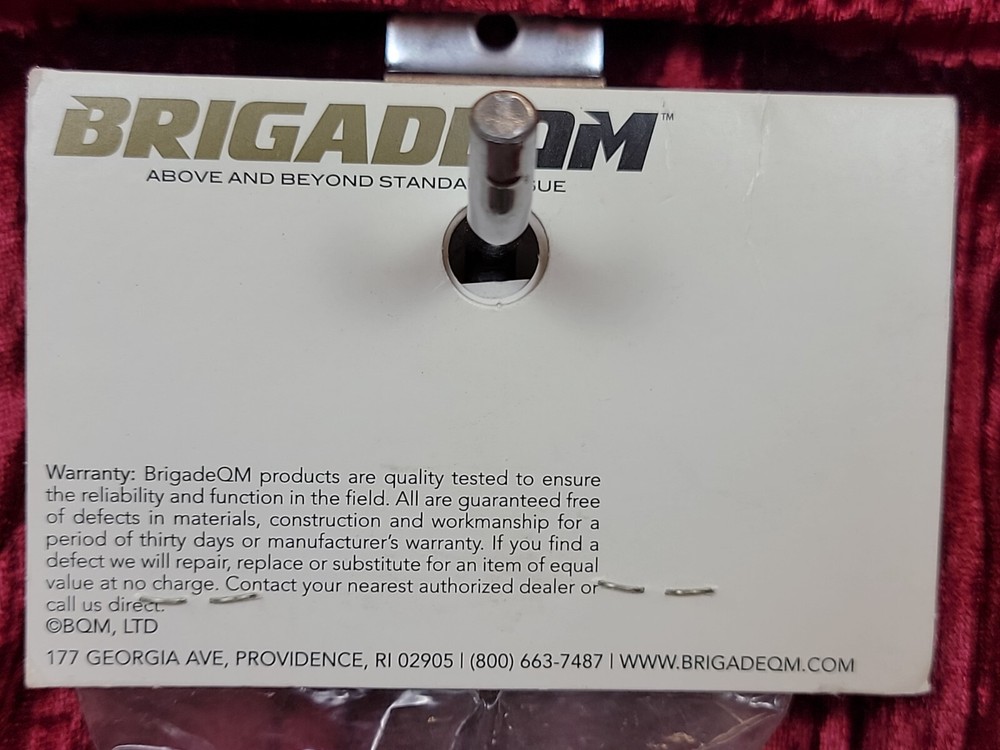 BRIGADEQM™
ABOVE AND BEYOND STANDA SUE
Warranty: BrigadeQM products are quality tested to ensure
the reliability and function in the field. All are guaranteed free
of defects in materials, construction and workmanship for a
period of thirty days or manufacturer's warranty. If you find a
defect we will repair, replace or substitute for an item of equal
value at no charge. Contact your nearest authorized dealer or
call us direct.
©BQM, LTD
177 GEORGIA AVE, PROVIDENCE, RI 02905 | (800) 663-7487 | WWW.BRIGADEQM.COM